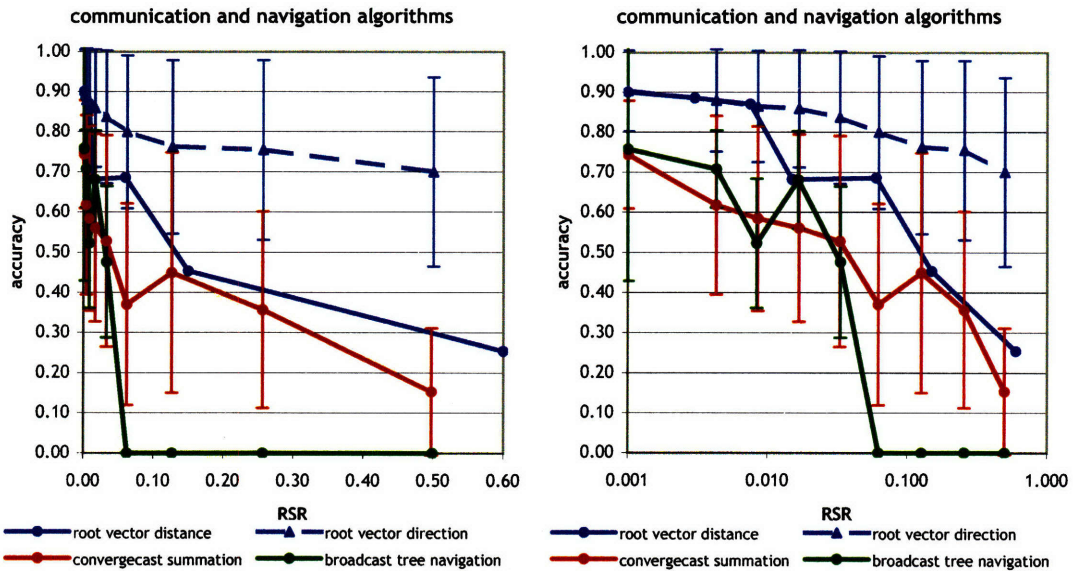 communication and navigation algorithms
1.00
0.90
0.80
0.70
0.60
0.50
0.40
0.30
0.20
0.10
0.00
accuracy
0.00 0.10 0.20 0.30 0.40 0.50 0.60
RSR
root vector distance root vector direction
convergecast summation broadcast tree navigation
communication and navigation algorithms
1.00
0.90
0.80
0.70
0.60
0.50
0.40
0.30
0.20
0.10
0.00
accuracy
0.001 0.010 0.100 1.000
RSR
root vector distance root vector direction
convergecast summation broadcast tree navigation